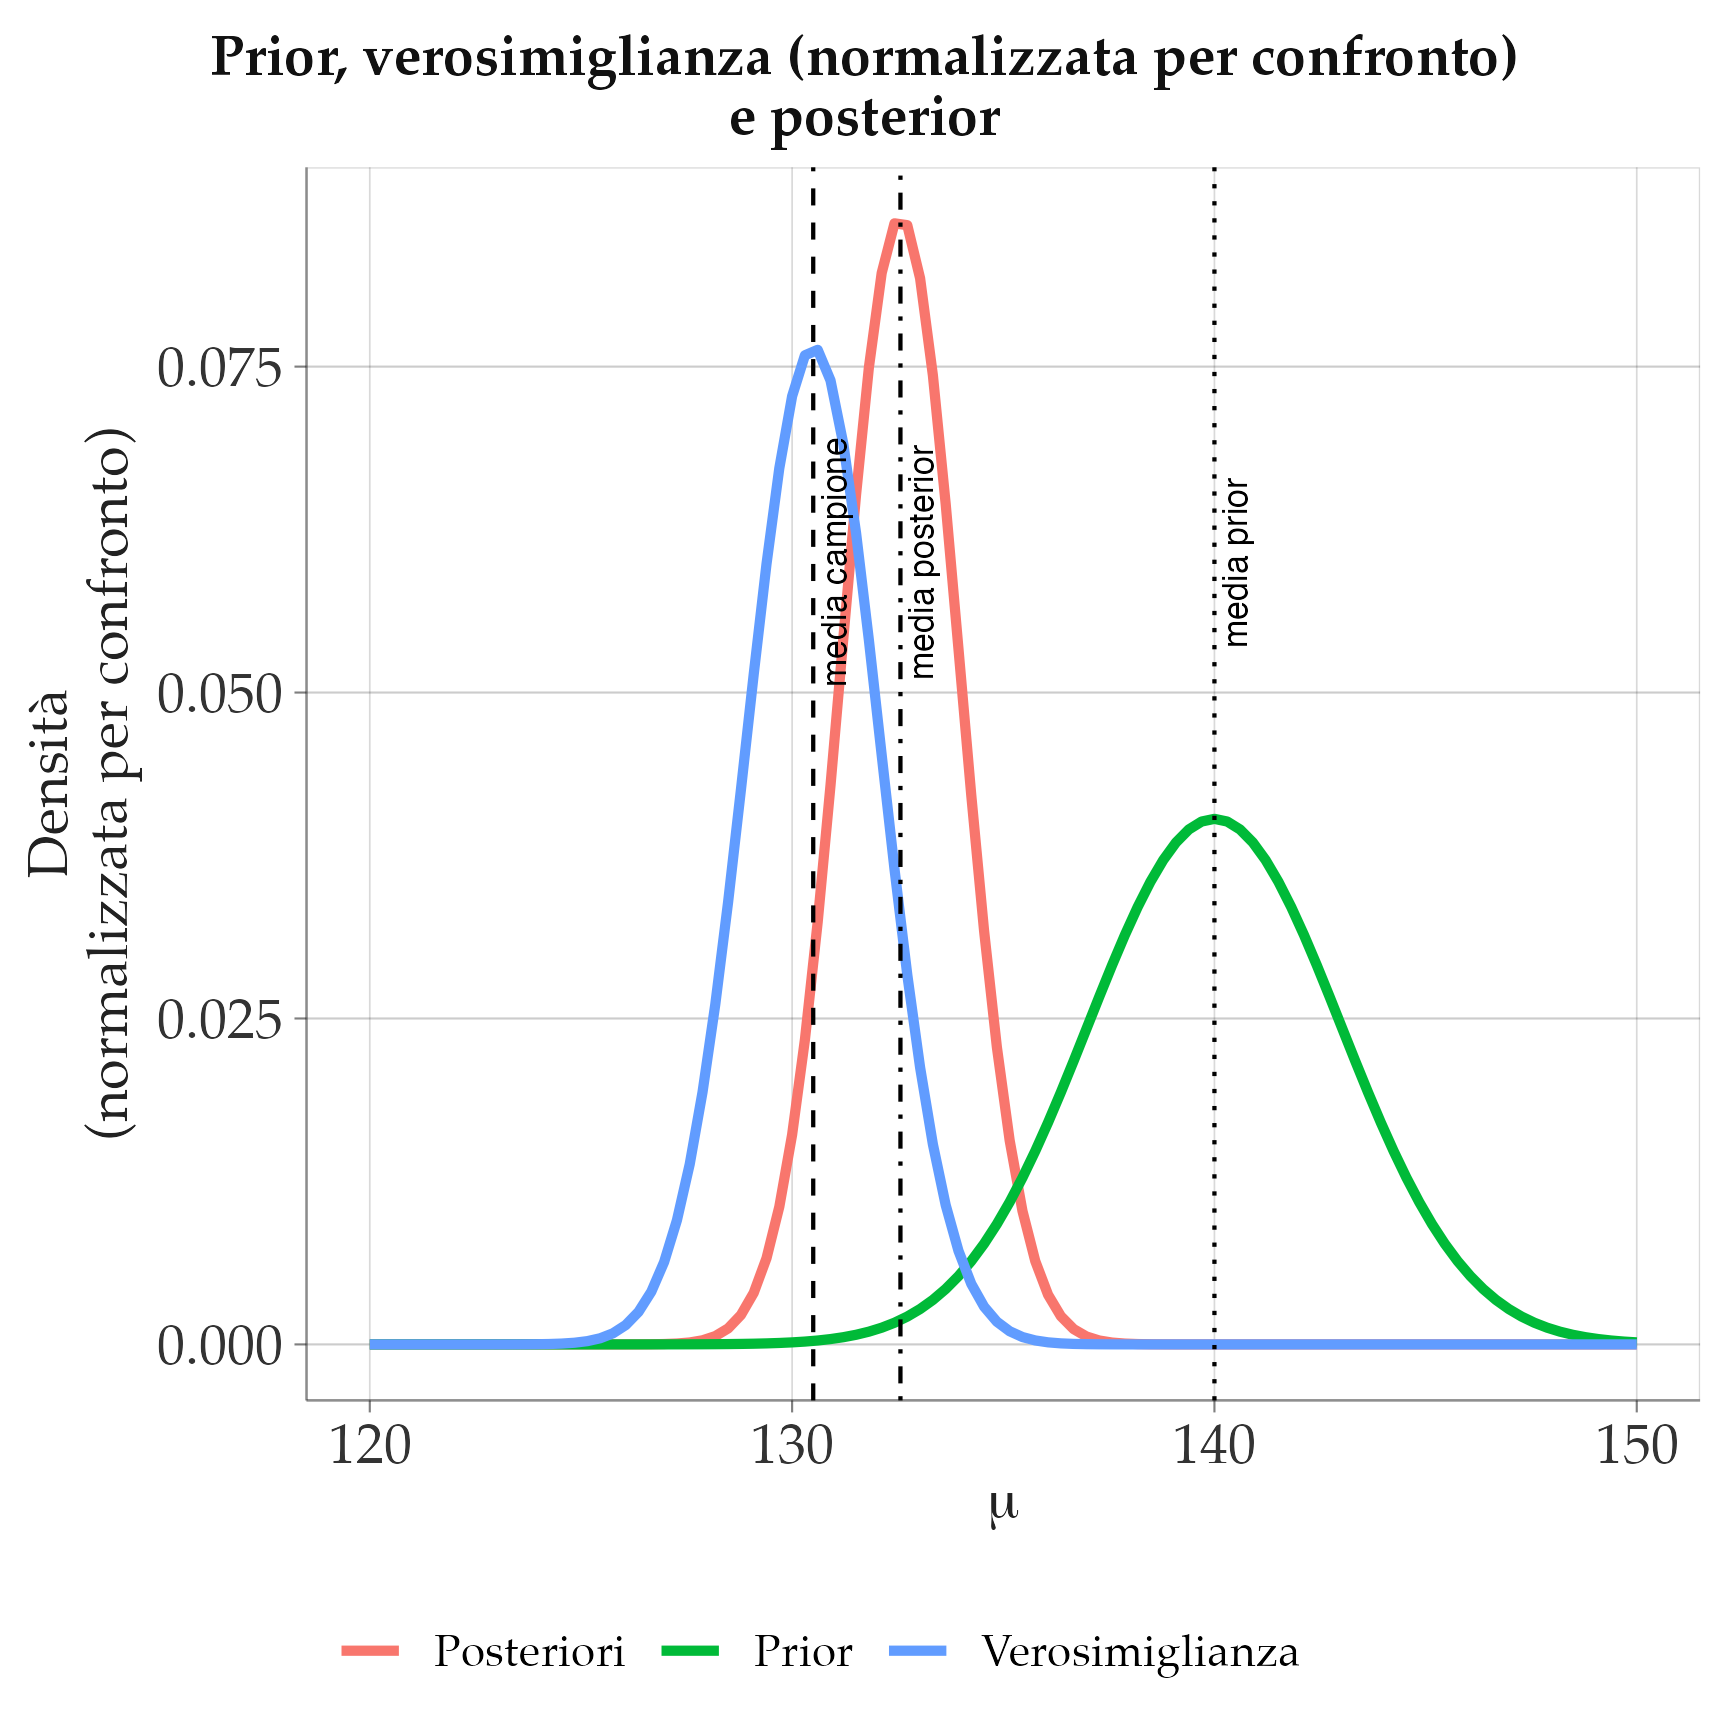 Prior, verosimiglianza (normalizzata per confronto)
e posterior
Densità
(normalizzata per confronto)
0.075
0.050
0.025
0.000
media campione
media posterior
media prior
120 130 140 150
μ
Posteriori Prior Verosimiglianza